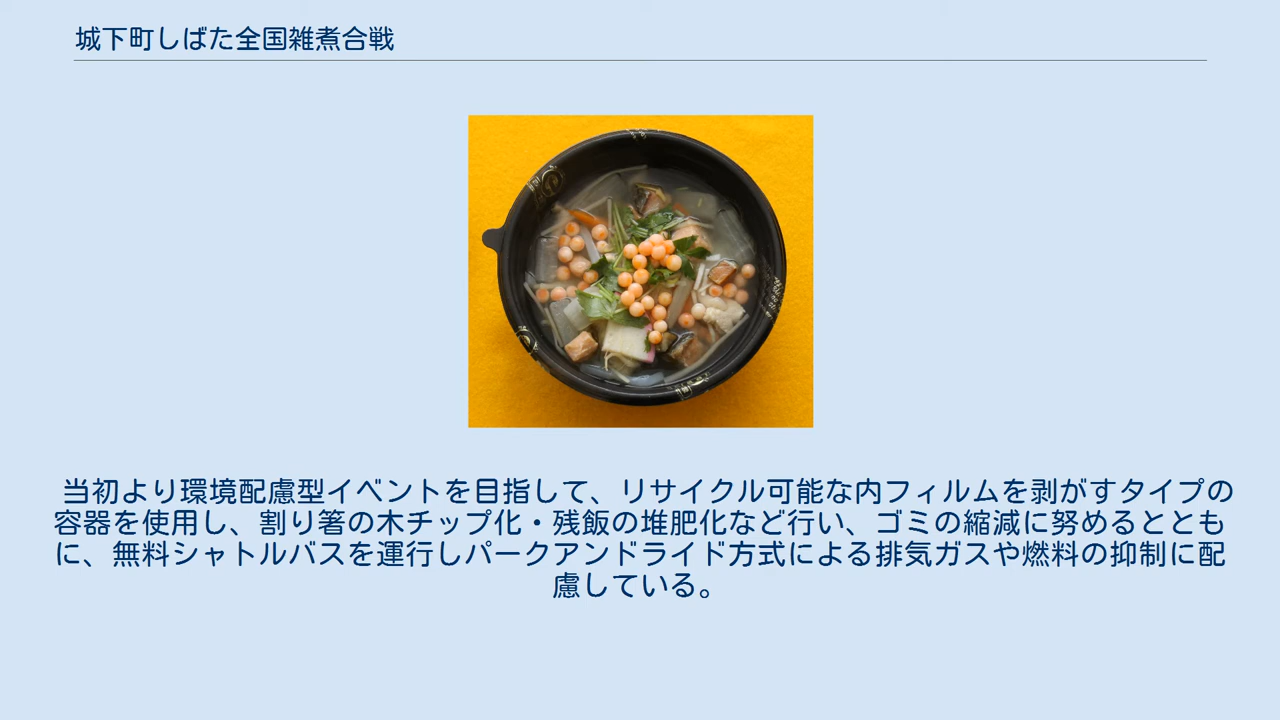 城下町しばた全国雑煮合戦
当初より環境配慮型イベントを目指して、リサイクル可能な内フィルムを剥がすタイプの
容器を使用し、割り箸の木チップ化・残飯の堆肥化など行い、ゴミの縮減に努めるととも
に、無料シャトルバスを運行しパークアンドライド方式による排気ガスや燃料の抑制に配
慮している。